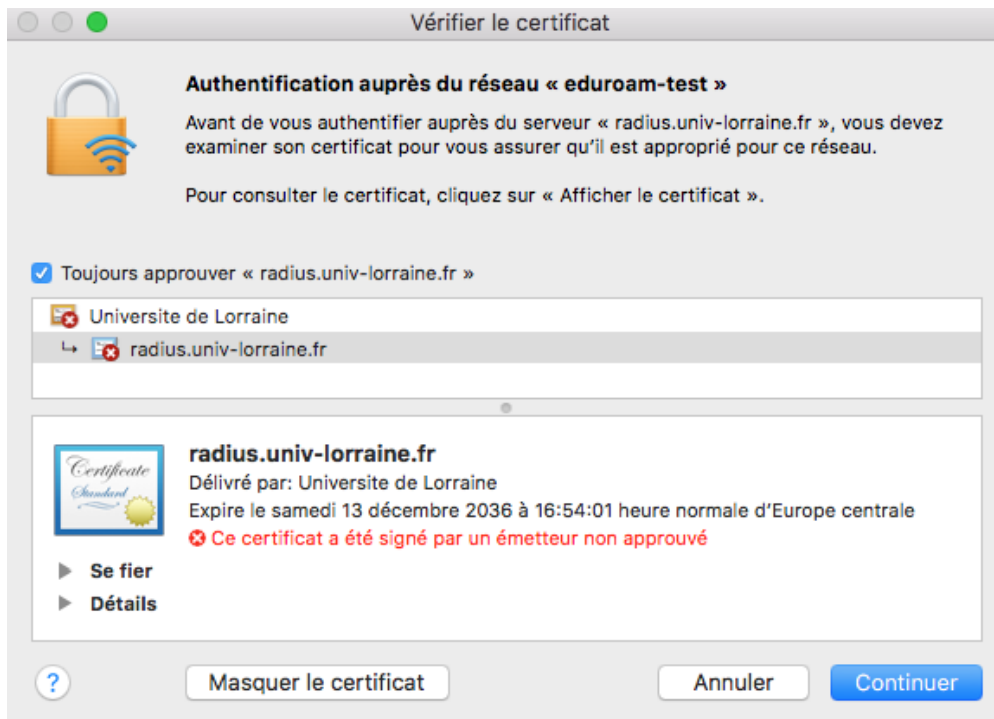 Vérifier le certificat
Authentification auprès du réseau « eduroam-test »
Avant de vous authentifier auprès du serveur « radius.univ-lorraine.fr », vous devez
examiner son certificat pour vous assurer qu’il est approprié pour ce réseau.
Pour consulter le certificat, cliquez sur « Afficher le certificat ».
Toujours approuver « radius.univ-lorraine.fr »
Universite de Lorraine
radius.univ-lorraine.fr
Certificate
Standard
radius.univ-lorraine.fr
Délivré par: Universite de Lorraine
Expire le samedi 13 décembre 2036 à 16:54:01 heure normale d’Europe centrale
Ce certificat a été signé par un émetteur non approuvé
Se fier
Détails
?
Masquer le certificat
Annuler
Continuer